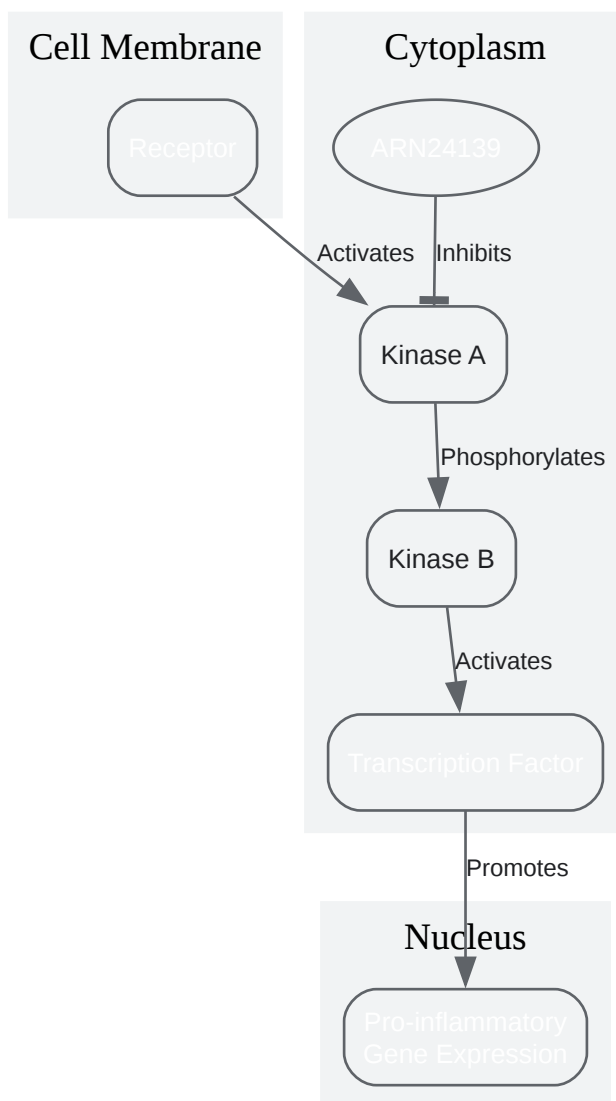 Cell Membrane
Cytoplasm
Receptor
ARN24139
Activates
Inhibits
Kinase A
Phosphorylates
Kinase B
Activates
Transcription Factor
Promotes
Nucleus
Pro-inflammatory
Gene Expression